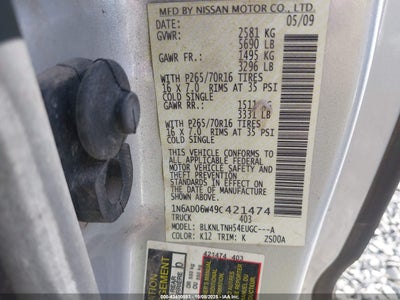 MFD BY NISSAN MOTOR CO., LTD.
DATE: 05/09
GVWR: 2581 KG
5690 LB
GAWR FR: 1495 KG
3296 LB
WITH P265/70R16 TIRES
16 X 7.0 RIMS AT 35 PSI
COLD SINGLE
GAWR RR: KG
3331 LB
WITH P265/70R16 TIRES
16 X 7.0 RIMS AT 35 PSI
COLD SINGLE
THIS VEHICLE CONFORMS TO
ALL APPLICABLE FEDERAL
MOTOR VEHICLE SAFETY
STANDARDS IN EFFECT ON THE
DATE OF MANUFACTURE
SHOWN ABOVE.
1N6AD06W49C421474
TRUCK 403
MODEL: BLKNLTNH54EUGC---A
COLOR: K12 TRIM: K ZS00A
421474 403